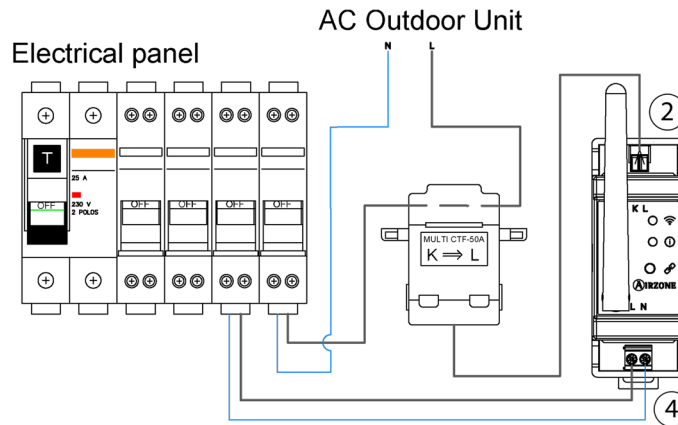 AC Outdoor Unit
N L
Electrical panel
T
25 A
230 V
2 POLOS
OFF OFF OFF OFF OFF
MULTI CTF-50A
K ⇒ L
2
K L
AIRZONE
L N
4